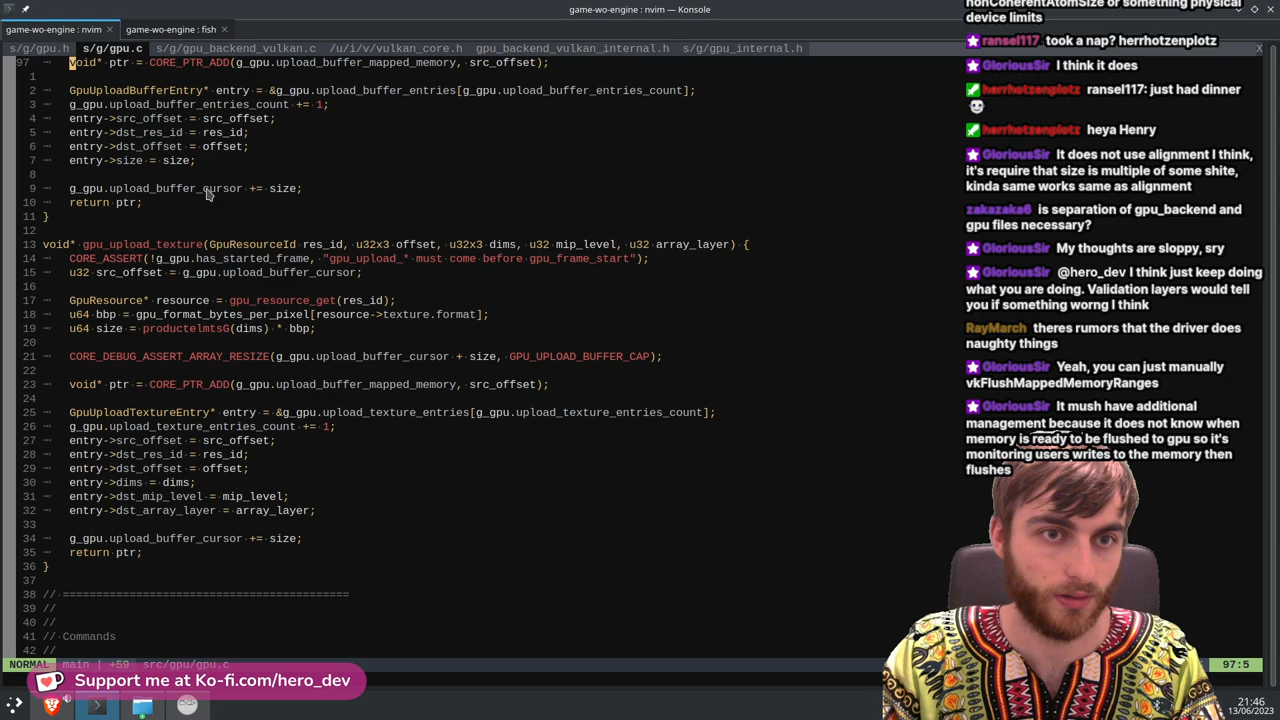 game-wo-engine : nvim — Konsole
game-wo-engine : nvim
game-wo-engine : fish
s/g/gpu.h s/g/gpu.c s/g/gpu_backend_vul /u/i/v/vulkan_core.h gpu_backend_vulkan_internal.h s/g/gpu_internal.h X
97 void* ptr = CORE_PTR_ADD(g_gpu.upload_buffer_mapped_memory, src_offset);
1
2 GpuUploadBufferEntry* entry = &g_gpu.upload_buffer_entries[g_gpu.upload_buffer_entries_count];
3 g_gpu.upload_buffer_entries_count += 1;
4 entry->src_offset = src_offset;
5 entry->dst_res_id = res_id;
6 entry->dst_offset = offset;
7 entry->size = size;
8
9 g_gpu.upload_buffer_cursor += size;
10 return ptr;
11 }
12
13 void* gpu_upload_texture(GpuResourceId res_id, u32x3 offset, u32x3 dims, u32 mip_level, u32 array_layer) {
14 CORE_ASSERT(!g_gpu.has_started_frame, "gpu_upload_* must come before gpu_frame_start");
15 u32 src_offset = g_gpu.upload_buffer_cursor;
16
17 GpuResource* resource = gpu_resource_get(res_id);
18 u64 bbp = gpu_format_bytes_per_pixel[resource->texture.format];
19 u64 size = productelmtsG(dims) * bbp;
20
21 CORE_DEBUG_ASSERT_ARRAY_RESIZE(g_gpu.upload_buffer_cursor + size, GPU_UPLOAD_BUFFER_CAP);
22
23 void* ptr = CORE_PTR_ADD(g_gpu.upload_buffer_mapped_memory, src_offset);
24
25 GpuUploadTextureEntry* entry = &g_gpu.upload_texture_entries[g_gpu.upload_texture_entries_count];
26 g_gpu.upload_texture_entries_count += 1;
27 entry->src_offset = src_offset;
28 entry->dst_res_id = res_id;
29 entry->dst_offset = offset;
30 entry->dims = dims;
31 entry->dst_mip_level = mip_level;
32 entry->dst_array_layer = array_layer;
33
34 g_gpu.upload_buffer_cursor += size;
35 return ptr;
36 }
37
38 // ===========================================
39 //
40 //
41 // Commands
42 //
NORMAL main | +59 src/gpu/gpu.c 97:5
Support me at Ko-fi.com/hero_dev
21:46
13/06/2023
nonCoherentAtomSize or something physical
device limits
ransel117 took a nap? herrhotzenplotz
GloriousSir I think it does
herrhotzenplotz ransel117: just had dinner
herrhotzenplotz heya Henry
GloriousSir It does not use alignment I think,
it's require that size is multiple of some shite,
kinda same works same as alignment
zakazaka6 is separation of gpu_backend and
gpu files necessary?
GloriousSir My thoughts are sloppy, sry
GloriousSir @hero_dev I think just keep doing
what you are doing. Validation layers would tell
you if something worng I think
RayMarch theres rumors that the driver does
naughty things
GloriousSir Yeah, you can just manually
vkFlushMappedMemoryRanges
GloriousSir It mush have additional
management because it does not know when
memory is ready to be flushed to gpu so it's
monitoring users writes to the memory then
flushes